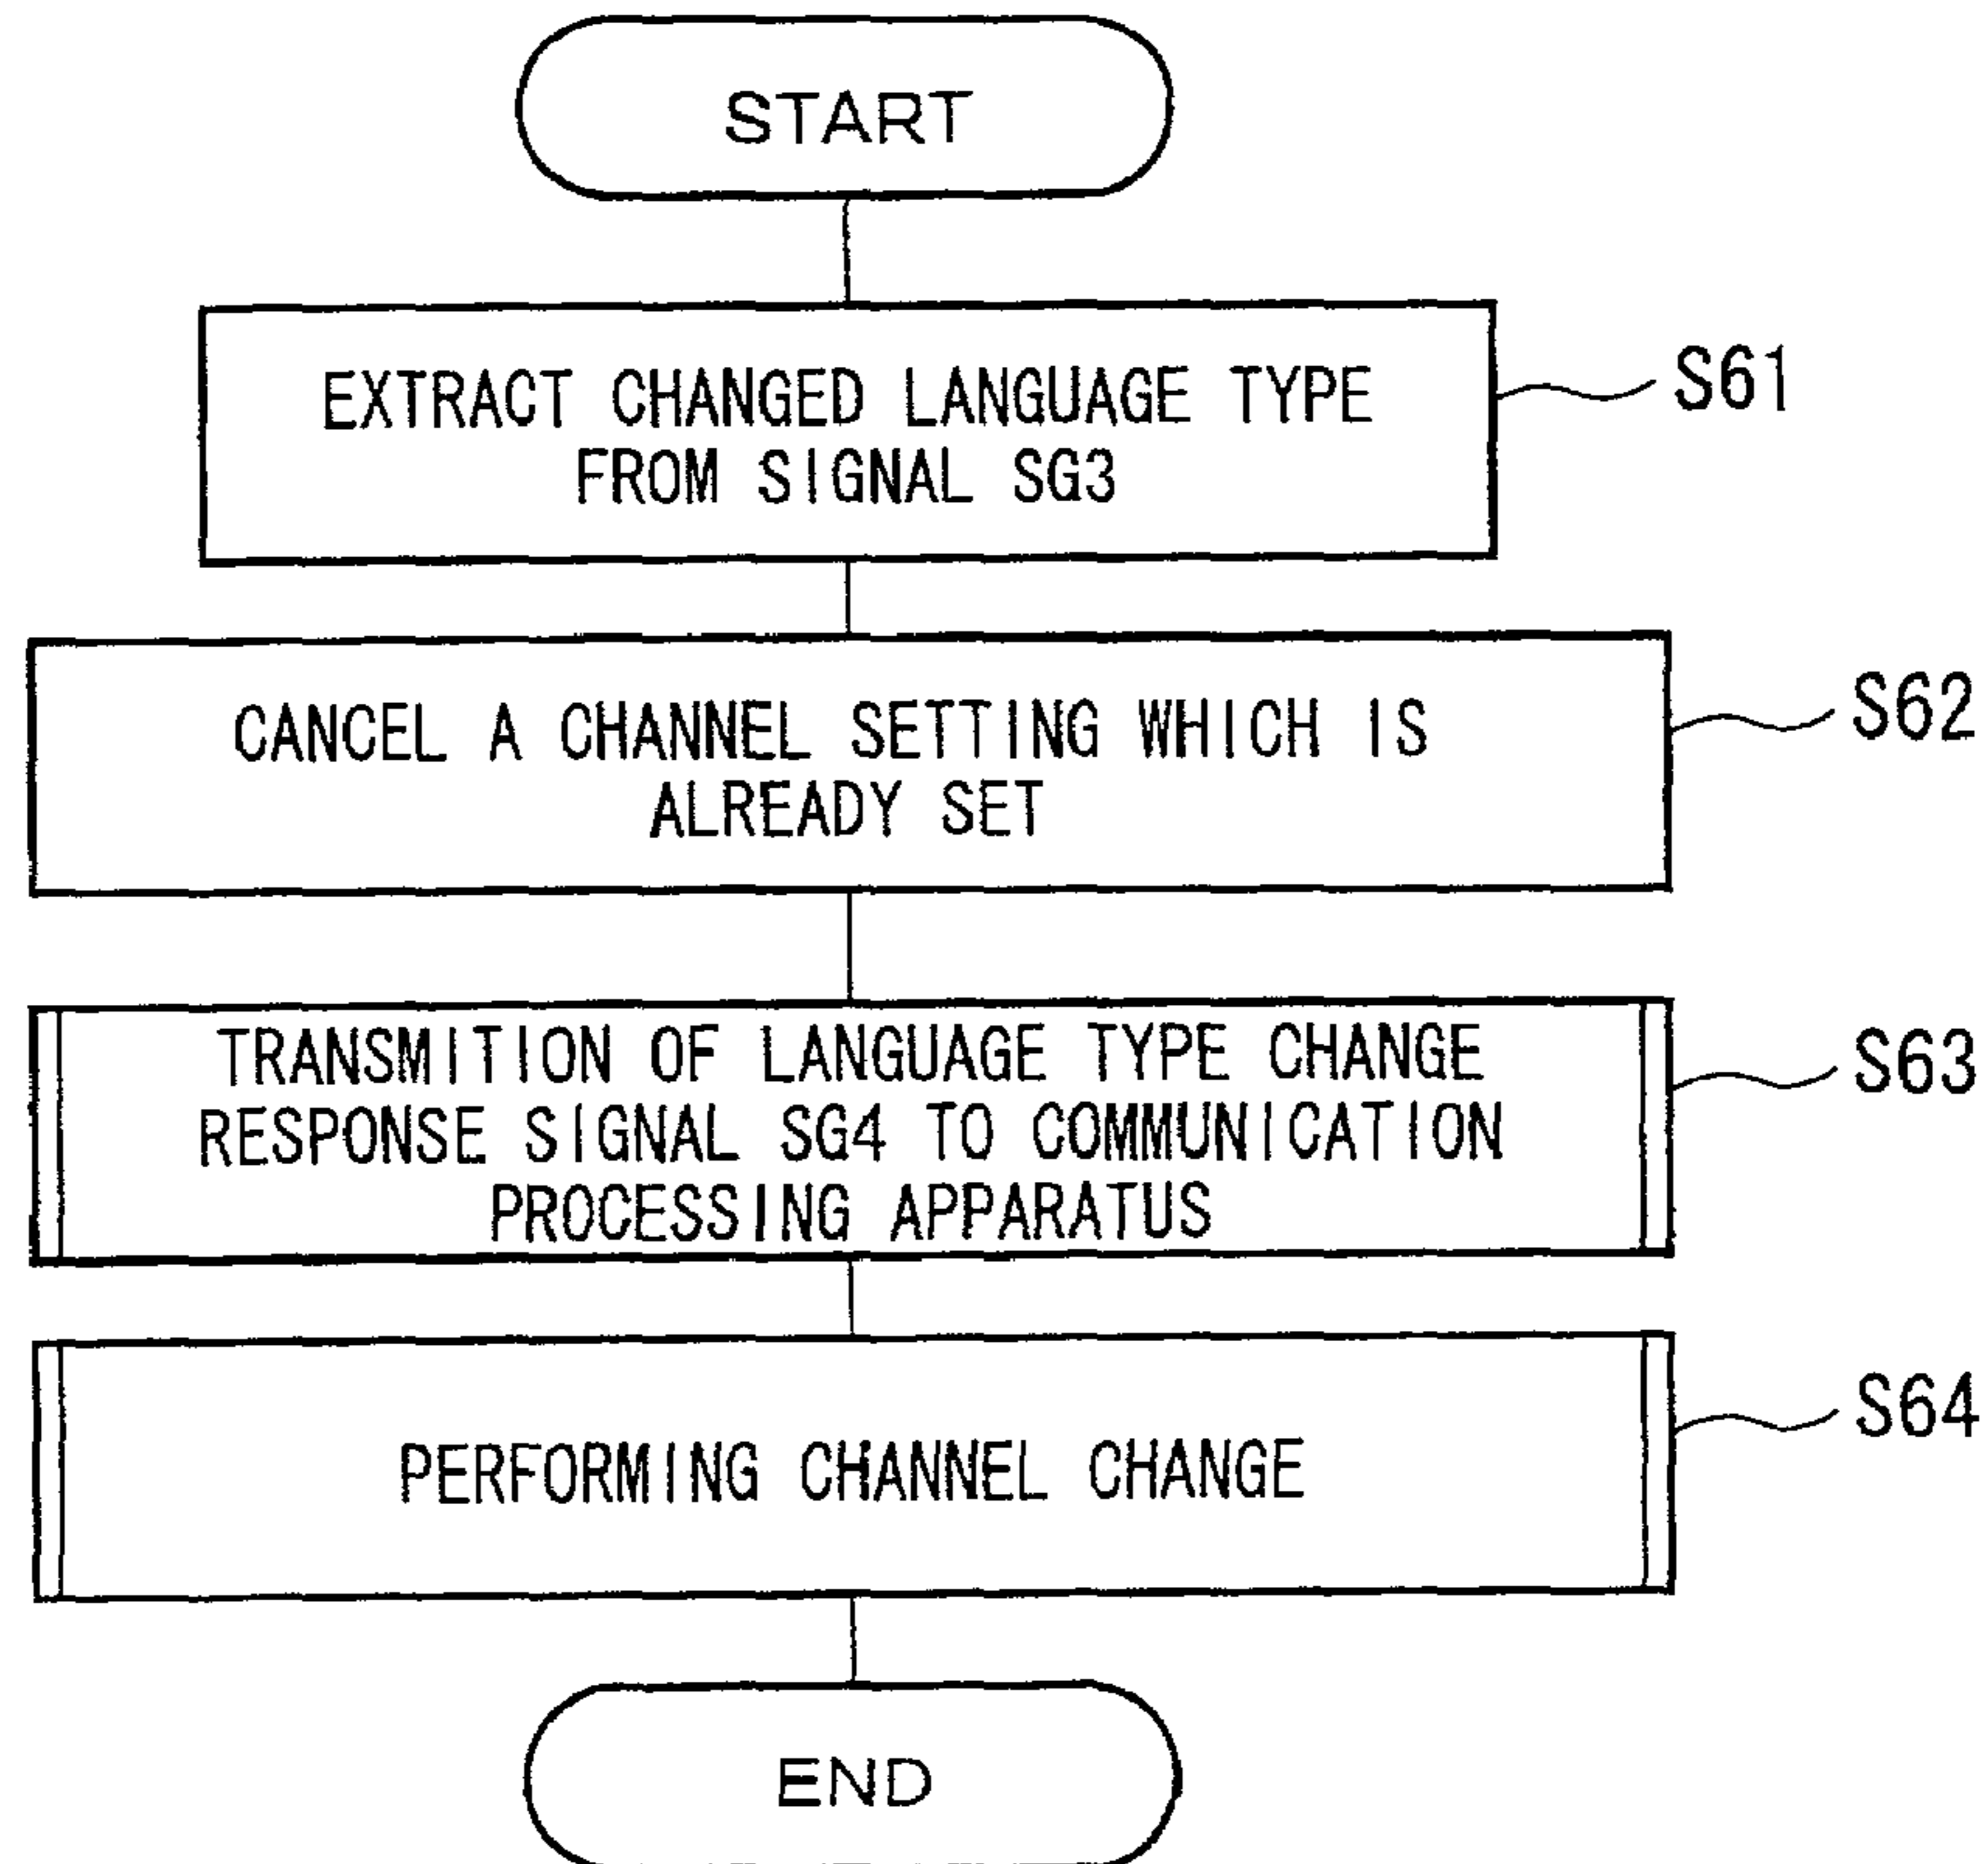 START
EXTRACT CHANGED LANGUAGE TYPE
FROM SIGNAL SG3
S61
CANCEL A CHANNEL SETTING WHICH IS
ALREADY SET
S62
TRANSMITION OF LANGUAGE TYPE CHANGE
RESPONSE SIGNAL SG4 TO COMMUNICATION
PROCESSING APPARATUS
S63
PERFORMING CHANNEL CHANGE
S64
END